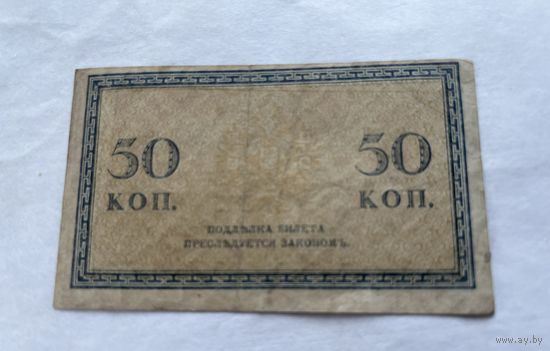 50 50
КОП. КОП.
ПОДДѢЛКА БИЛЕТА
ПРЕСЛѢДУЕТСЯ ЗАКОНОМЪ.
www.ay.by